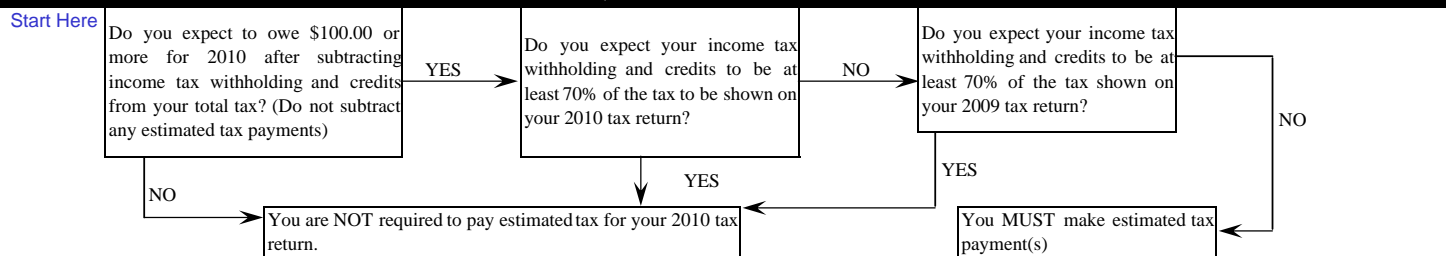 Start Here
Do you expect to owe $100.00 or
more for 2010 after subtracting
income tax withholding and credits
from your total tax? (Do not subtract
any estimated tax payments)
YES
Do you expect your income tax
withholding and credits to be at
least 70% of the tax to be shown on
your 2010 tax return?
NO
Do you expect your income tax
withholding and credits to be at
least 70% of the tax shown on
your 2009 tax return?
NO
YES
YES
NO
You are NOT required to pay estimated tax for your 2010 tax
return.
You MUST make estimated tax
payment(s)